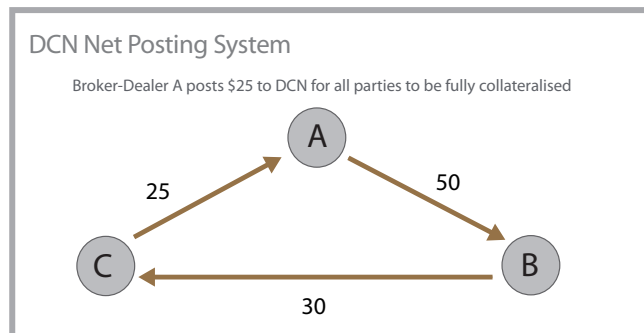 DCN Net Posting System
Broker-Dealer A posts $25 to DCN for all parties to be fully collateralised
A
25
50
C
B
30